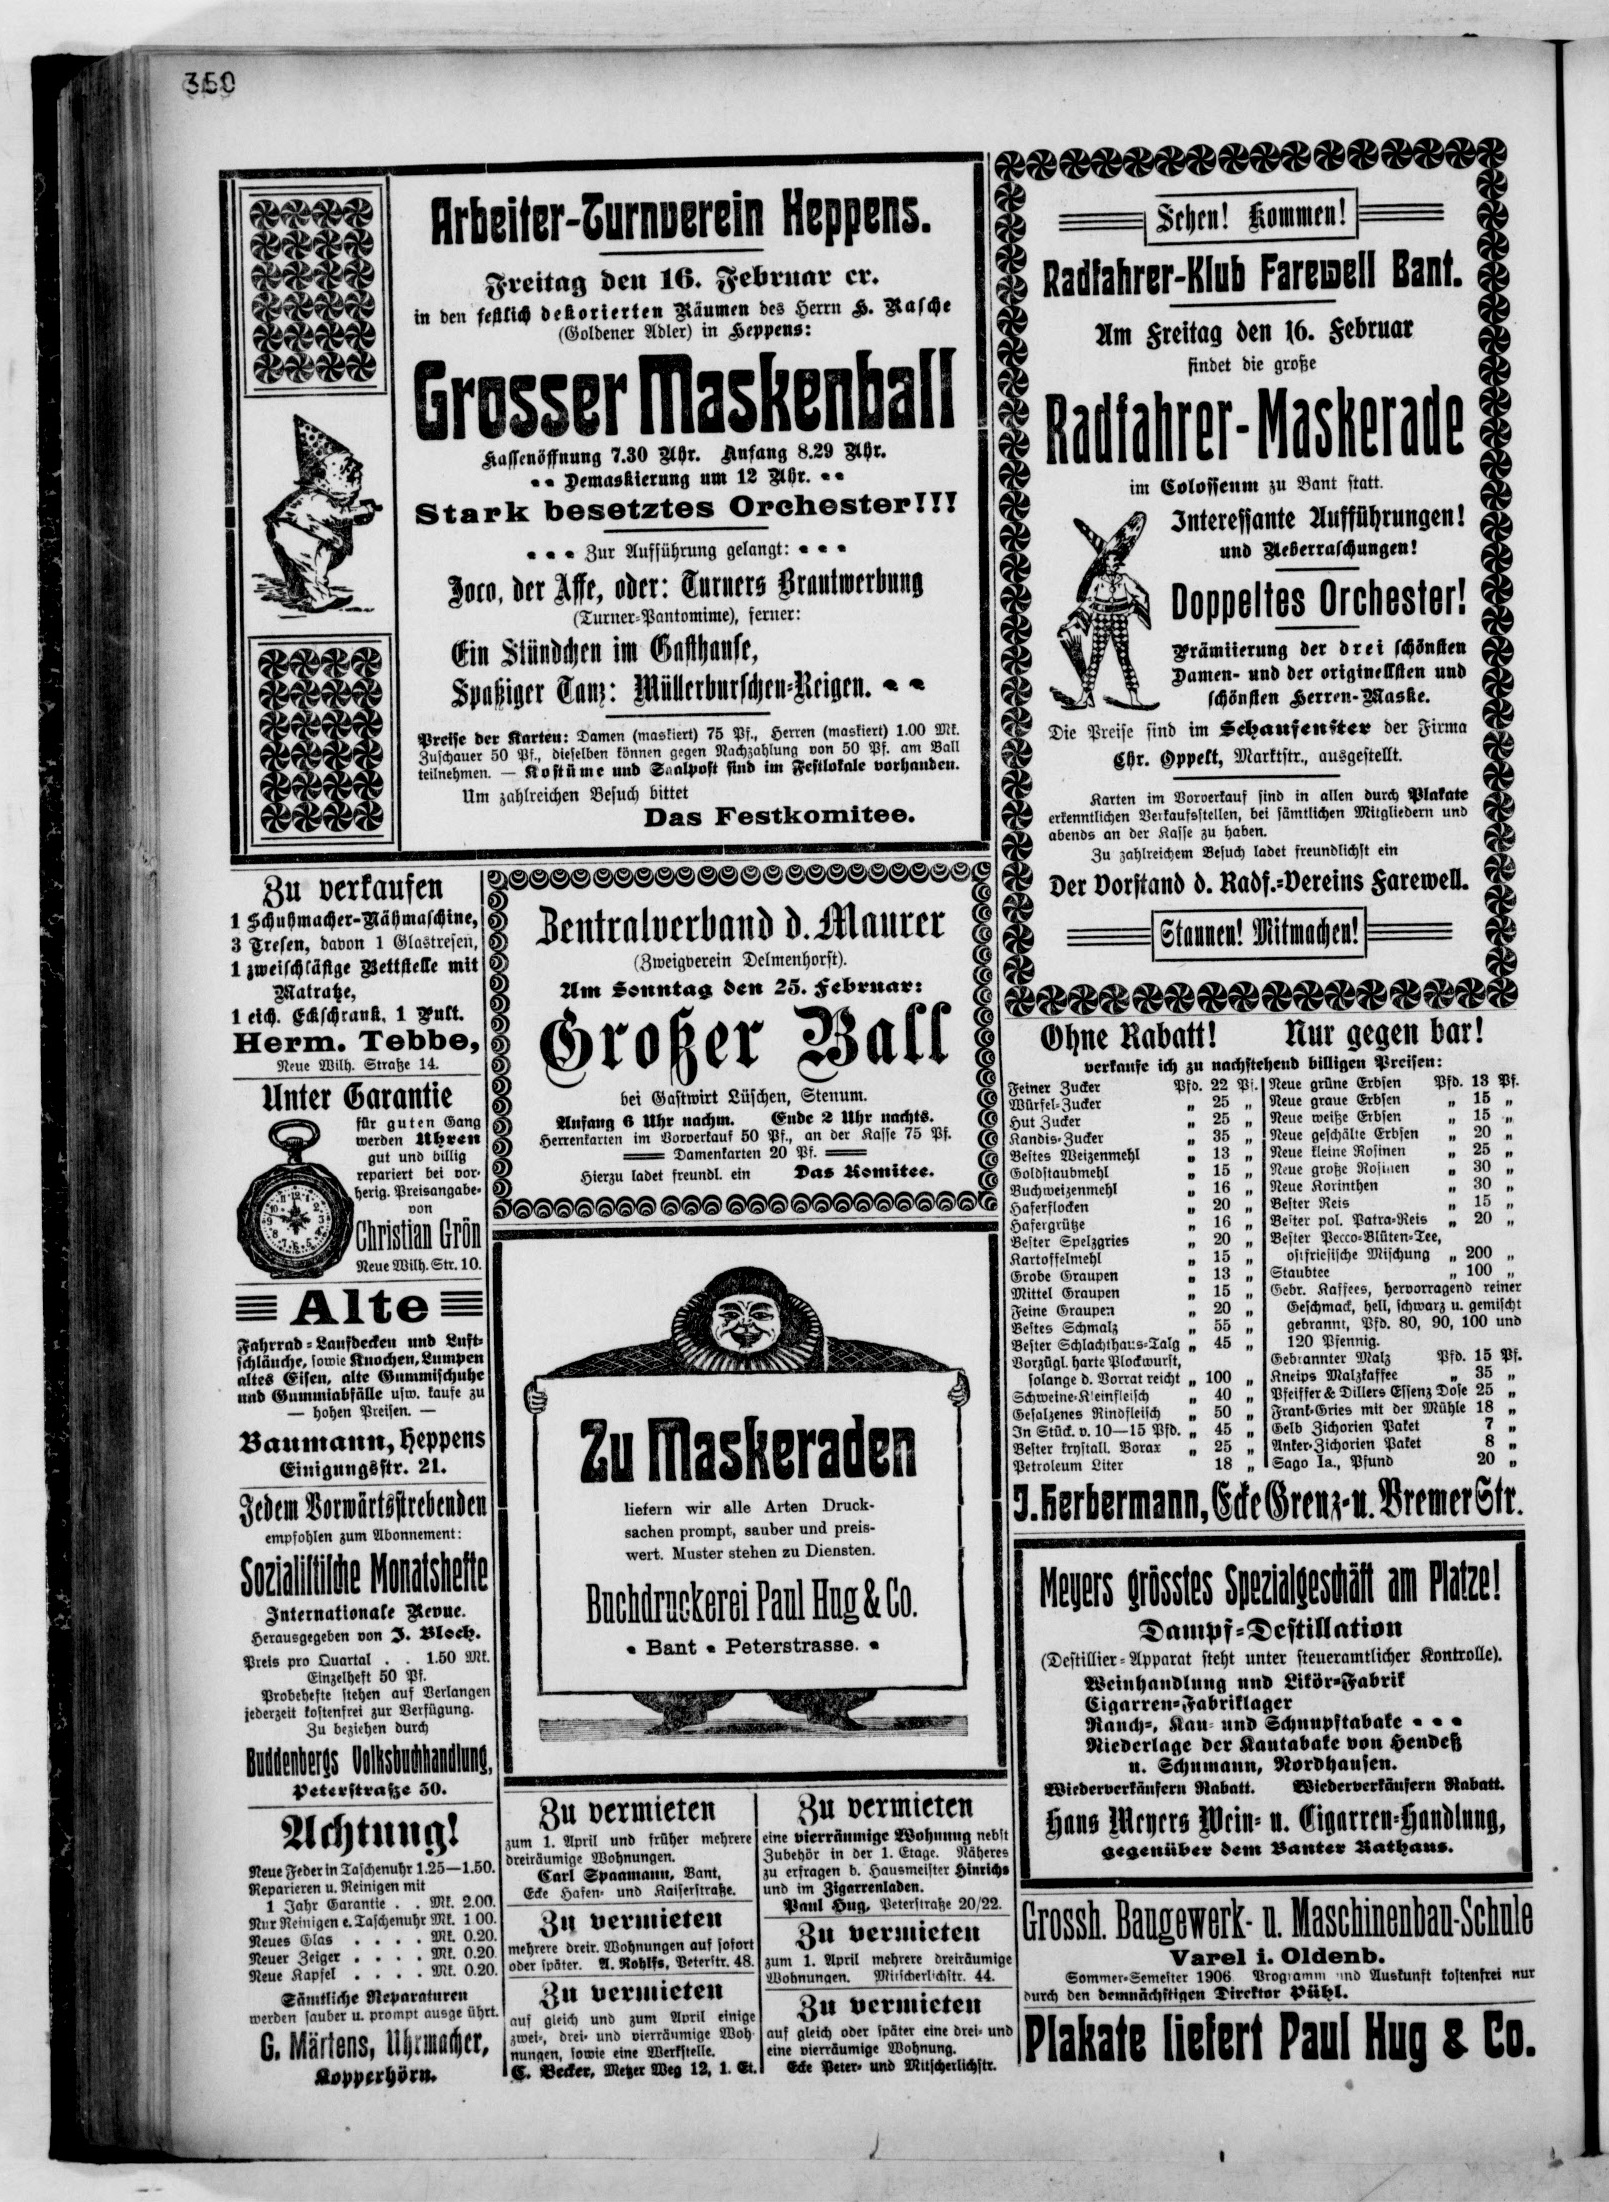 350
Arbeiter-Turnverein Heppens.
Freitag den 16. Februar cr.
in den festlich dekorierten Räumen des Herrn H. Rasche
(Goldener Adler) in Heppens:
Grosser Maskenball
Kassenöffnung 7.30 Uhr. Anfang 8.29 Uhr.
Demaskierung um 12 Uhr.
Stark besetztes Orchester!!!
Zur Aufführung gelangt:
Joco, der Affe, oder: Turners Brautwerbung
(Turner-Pantomime), ferner:
Ein Stündchen im Gasthause,
Spaßiger Tanz: Müllerburschen-Reigen.
Preise der Karten: Damen (maskiert) 75 Pf., Herren (maskiert) 1.00 Mk.
Zuschauer 50 Pf., dieselben können gegen Nachzahlung von 50 Pf. am Ball
teilnehmen. — Kostüme und Saalpost sind im Festlokale vorhanden.
Um zahlreichen Besuch bittet
Das Festkomitee.
Sehen! Kommen!
Radfahrer-Klub Farewell Bant.
Am Freitag den 16. Februar
findet die große
Radfahrer-Maskerade
im Colosseum zu Bant statt.
Interessante Aufführungen!
und Ueberraschungen!
Doppeltes Orchester!
Prämiierung der drei schönsten
Damen- und der originellsten und
schönsten Herren-Maske.
Die Preise sind im Schaufenster der Firma
Chr. Oppelt, Marktstr., ausgestellt.
Karten im Vorverkauf sind in allen durch Plakate
erkenntlichen Verkaufsstellen, bei sämtlichen Mitgliedern und
abends an der Kasse zu haben.
Zu zahlreichem Besuch ladet freundlichst ein
Der Vorstand d. Radf.-Vereins Farewell.
Staunen! Mitmachen!
Zu verkaufen
1 Schuhmacher-Nähmaschine,
3 Tresen, davon 1 Glastresen,
1 zweischläfige Bettstelle mit
Matratze,
1 eich. Eckschrank, 1 Pult.
Herm. Tebbe,
Neue Wilh. Straße 14.
Unter Garantie
für guten Gang
werden Uhren
gut und billig
repariert bei vor-
herig. Preisangabe
von
Christian Grön
Neue Wilh. Str. 10.
Alte
Fahrrad-Laufdecken und Luft-
schläuche, sowie Knochen, Lumpen
altes Eisen, alte Gummischuhe
und Gummiabfälle usw. kaufe zu
— hohen Preisen. —
Baumann, Heppens
Einigungsstr. 21.
Jedem Vorwärtsstrebenden
empfohlen zum Abonnement:
Sozialistische Monatshefte
Internationale Revue.
Herausgegeben von J. Bloch.
Preis pro Quartal . . 1.50 Mk.
Einzelheft 50 Pf.
Probehefte stehen auf Verlangen
jederzeit kostenfrei zur Verfügung.
Zu beziehen durch
Buddenbergs Volksbuchhandlung,
Peterstraße 50.
Achtung!
Neue Feder in Taschenuhr 1.25—1.50.
Reparieren u. Reinigen mit
1 Jahr Garantie . . Mk. 2.00.
Nur Reinigen e. Taschenuhr Mk. 1 00.
Neues Glas . . . . Mk. 0.20.
Neuer Zeiger . . . . Mk. 0.20
Neue Kapsel . . . . Mk. 0.20.
Sämtliche Reparaturen
werden sauber u. prompt ausgeführt.
G. Märtens, Uhrmacher,
Kopperhörn.
Zentralverband d. Maurer
(Zweigverein Delmenhorst).
Am Sonntag den 25. Februar:
Großer Ball
bei Gastwirt Lüschen, Stenum.
Anfang 6 Uhr nachm. Ende 2 Uhr nachts.
Herrenkarten im Vorverkauf 50 Pf., an der Kasse 75 Pf.
Damenkarten 20 Pf.
Hierzu ladet freundl. ein Das Komitee.
Zu Maskeraden
liefern wir alle Arten Druck-
sachen prompt, sauber und preis-
wert. Muster stehen zu Diensten.
Buchdruckerei Paul Hug & Co.
Bant • Peterstrasse.
Zu vermieten
zum 1. April und früher mehrere
dreiräumige Wohnungen.
Carl Spaamann, Bant,
Ecke Hafen- und Kaiserstraße.
Zu vermieten
mehrere dreir. Wohnungen auf sofort
oder später. A. Rohlfs, Peterstr. 48.
Zu vermieten
auf gleich und zum April einige
zwei-, drei- und vierräumige Woh-
nungen, sowie eine Werkstelle.
C. Becker, Metzer Weg 12, 1. Et.
Zu vermieten
eine vierräumige Wohnung nebst
Zubehör in der 1. Etage. Näheres
zu erfragen b. Hausmeister Hinrichs
und im Zigarrenladen.
Paul Hug, Peterstraße 20/22.
Zu vermieten
zum 1. April mehrere dreiräumige
Wohnungen. Mitscherlichstr. 44.
Zu vermieten
auf gleich oder später eine drei- und
eine vierräumige Wohnung.
Ecke Peter- und Mitscherlichstr.
Ohne Rabatt! Nur gegen bar!
verkaufe ich zu nachstehend billigen Preisen:
Feiner Zucker Pfd. 22 Pf.
Würfel-Zucker „ 25 „
Hut Zucker „ 25 „
Kandis-Zucker „ 35 „
Bestes Weizenmehl „ 13 „
Goldstaubmehl „ 15 „
Buchweizenmehl „ 16 „
Haferflocken „ 20 „
Hafergrütze „ 16 „
Bester Spelzgries „ 20 „
Kartoffelmehl „ 15 „
Grobe Graupen „ 13 „
Mittel Graupen „ 15 „
Feine Graupen „ 20 „
Bestes Schmalz „ 55 „
Bester Schlachthaus-Talg „ 45 „
Vorzügl. harte Plockwurst,
solange d. Vorrat reicht „ 100 „
Schweine-Kleinfleisch „ 40 „
Gesalzenes Rindfleisch „ 50 „
In Stück. v. 10—15 Pfd. „ 45 „
Bester krystall. Borax „ 25 „
Petroleum Liter 18 „
Neue grüne Erbsen Pfd. 13 Pf.
Neue graue Erbsen „ 15 „
Neue weiße Erbsen „ 15 „
Neue geschälte Erbsen „ 20 „
Neue kleine Rosinen „ 25 „
Neue große Rosinen „ 30 „
Neue Korinthen „ 30 „
Bester Reis „ 15 „
Bester pol. Patra-Reis „ 20 „
Bester Pecco-Blüten-Tee,
ostfriesische Mischung „ 200 „
Staubtee „ 100 „
Gebr. Kaffees, hervorragend reiner
Geschmack, hell, schwarz u. gemischt
gebrannt, Pfd. 80, 90, 100 und
120 Pfennig.
Gebrannter Malz Pfd. 15 Pf.
Kneips Malzkaffee „ 35 „
Pfeiffer & Dillers Essenz Dose 25 „
Frank-Gries mit der Mühle 18 „
Gelb Zichorien Paket 7 „
Anker-Zichorien Paket 8 „
Sago Ia., Pfund 20 „
J. Herbermann, Ecke Grenz- u. Bremer Str.
Meyers grösstes Spezialgeschäft am Platze!
Dampf-Destillation
(Destillier-Apparat steht unter steueramtlicher Kontrolle).
Weinhandlung und Likör-Fabrik
Cigarren-Fabriklager
Rauch-, Kau- und Schnupftabake
Niederlage der Kautabake von Hendeß
u. Schumann, Nordhausen.
Wiederverkäufern Rabatt. Wiederverkäufern Rabatt.
Hans Meyers Wein- u. Cigarren-Handlung,
gegenüber dem Banter Rathaus.
Grossh. Baugewerk- u. Maschinenbau-Schule
Varel i. Oldenb.
Sommer-Semester 1906 Programm und Auskunft kostenfrei nur
durch den demnächstigen Direktor Pühl.
Plakate liefert Paul Hug & Co.